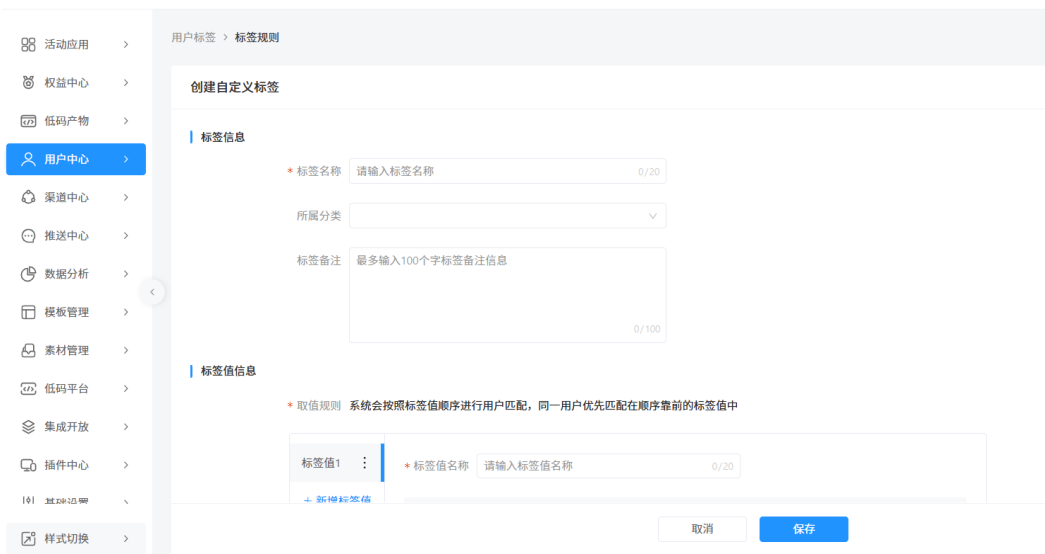 用户标签 > 标签规则
活动应用
权益中心
低码产物
用户中心
渠道中心
推送中心
数据分析
模板管理
素材管理
低码平台
集成开放
插件中心
基础设置
样式切换
创建自定义标签
标签信息
* 标签名称 请输入标签名称 0/20
所属分类
标签备注 最多输入100个字标签备注信息
0/100
标签值信息
* 取值规则 系统会按照标签值顺序进行用户匹配，同一用户优先匹配在顺序靠前的标签值中
标签值1 * 标签值名称 请输入标签值名称 0/20
+ 新增标签值
取消 保存